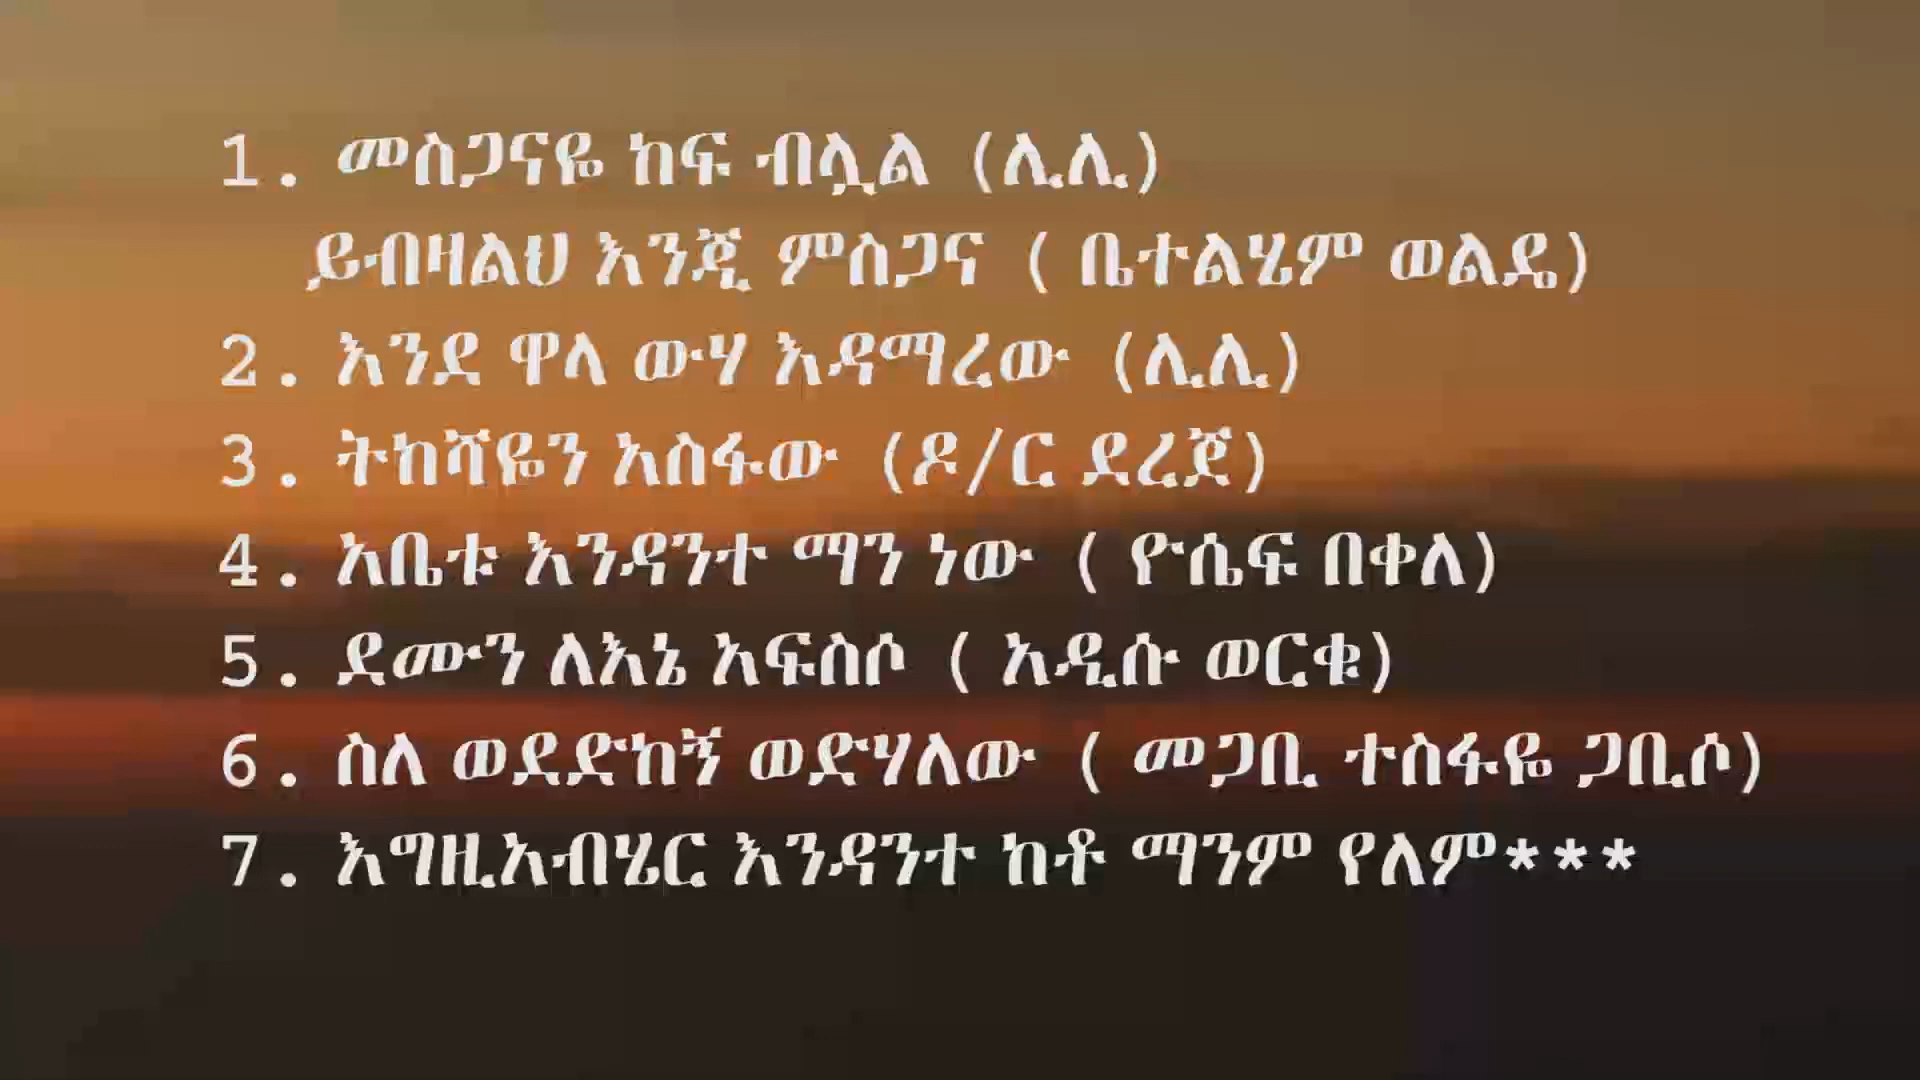 1. መስጋናዬ ከፍ ብሏል (ሊሊ)
ይብዛልህ እንጂ ምስጋና ( ቤተልሄም ወልዴ)
2. እንደ ዋላ ውሃ እዳማረው (ሊሊ)
3. ትከሻዬን አስፋው (ዶ/ር ደረጀ)
4. አቤቱ እንዳንተ ማን ነው ( ዮሴፍ በቀለ)
5. ደሙን ለእኔ አፍስሶ ( አዲሱ ወርቁ)
6. ስለ ወደድከኝ ወድሃለው ( መጋቢ ተስፋዬ ጋቢሶ)
7. እግዚአብሄር እንዳንተ ከቶ ማንም የለም***